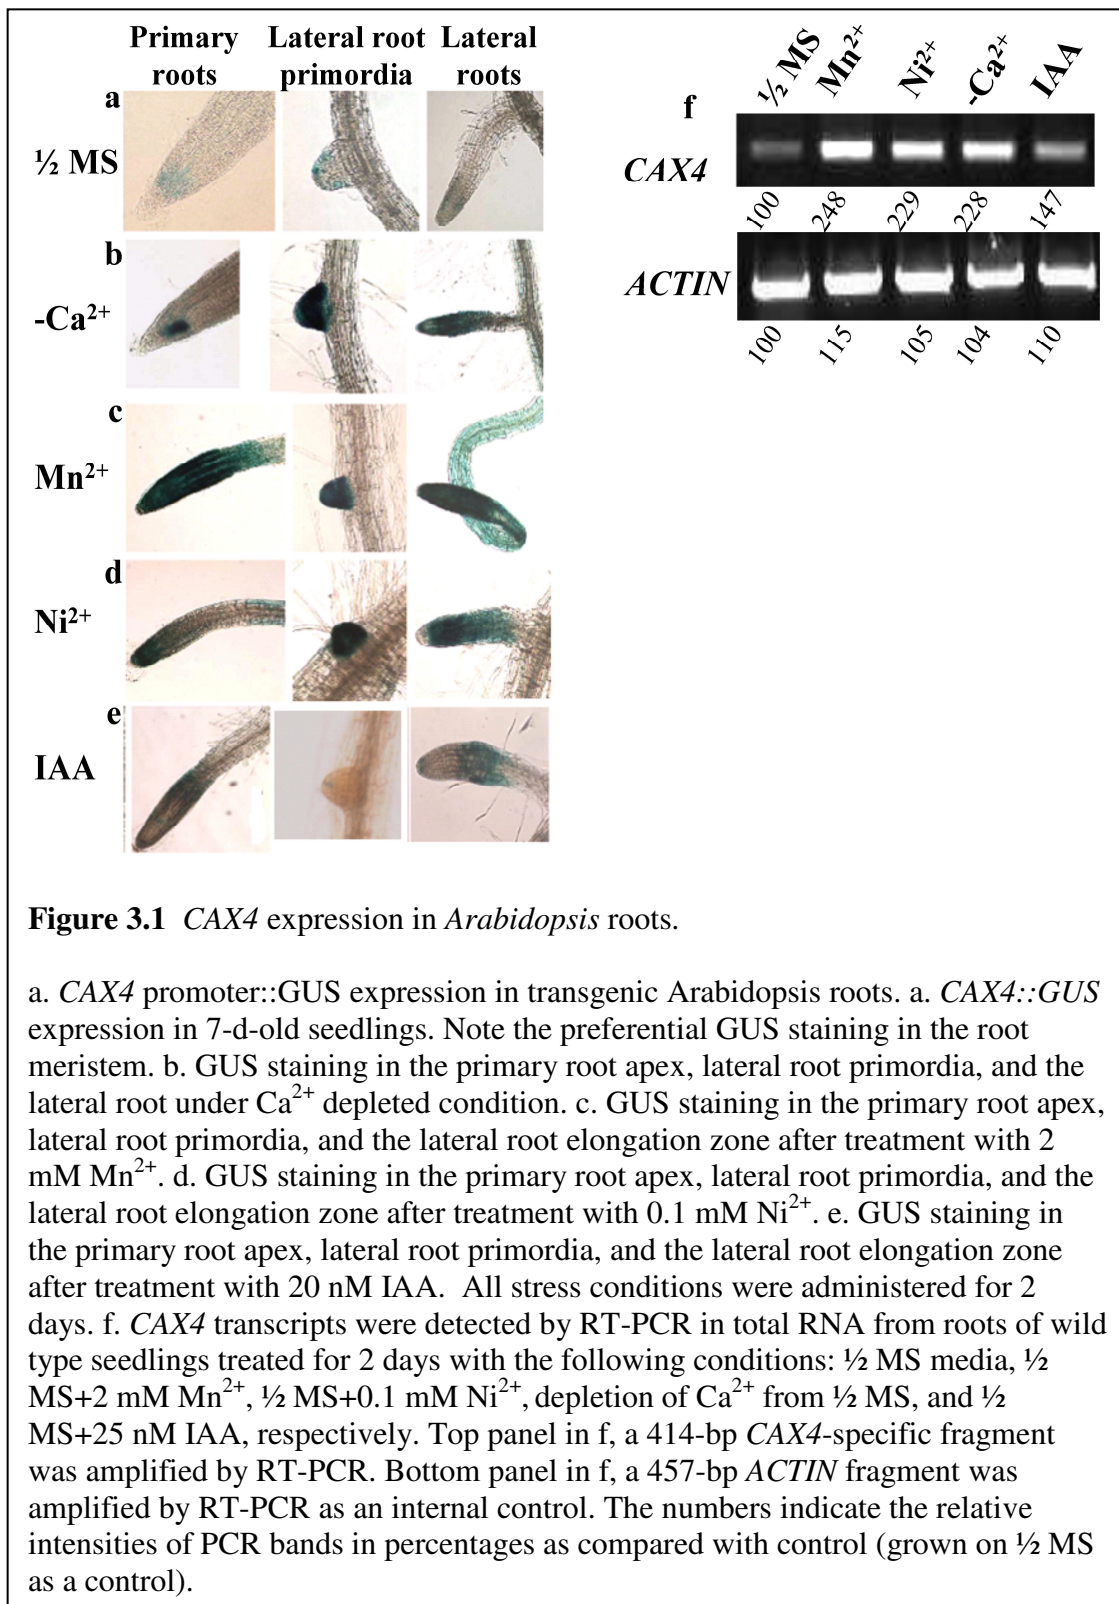 Primary Lateral root Lateral
roots primordia roots
a
½ MS
b
-Ca²⁺
c
Mn²⁺
d
Ni²⁺
e
IAA
f
½ MS Mn²⁺ Ni²⁺ -Ca²⁺ IAA
CAX4
100 248 229 228 147
ACTIN
100 115 105 104 110
Figure 3.1 CAX4 expression in Arabidopsis roots.
a. CAX4 promoter::GUS expression in transgenic Arabidopsis roots. a. CAX4::GUS
expression in 7-d-old seedlings. Note the preferential GUS staining in the root
meristem. b. GUS staining in the primary root apex, lateral root primordia, and the
lateral root under Ca²⁺ depleted condition. c. GUS staining in the primary root apex,
lateral root primordia, and the lateral root elongation zone after treatment with 2
mM Mn²⁺. d. GUS staining in the primary root apex, lateral root primordia, and the
lateral root elongation zone after treatment with 0.1 mM Ni²⁺. e. GUS staining in
the primary root apex, lateral root primordia, and the lateral root elongation zone
after treatment with 20 nM IAA. All stress conditions were administered for 2
days. f. CAX4 transcripts were detected by RT-PCR in total RNA from roots of wild
type seedlings treated for 2 days with the following conditions: ½ MS media, ½
MS+2 mM Mn²⁺, ½ MS+0.1 mM Ni²⁺, depletion of Ca²⁺ from ½ MS, and ½
MS+25 nM IAA, respectively. Top panel in f, a 414-bp CAX4-specific fragment
was amplified by RT-PCR. Bottom panel in f, a 457-bp ACTIN fragment was
amplified by RT-PCR as an internal control. The numbers indicate the relative
intensities of PCR bands in percentages as compared with control (grown on ½ MS
as a control).